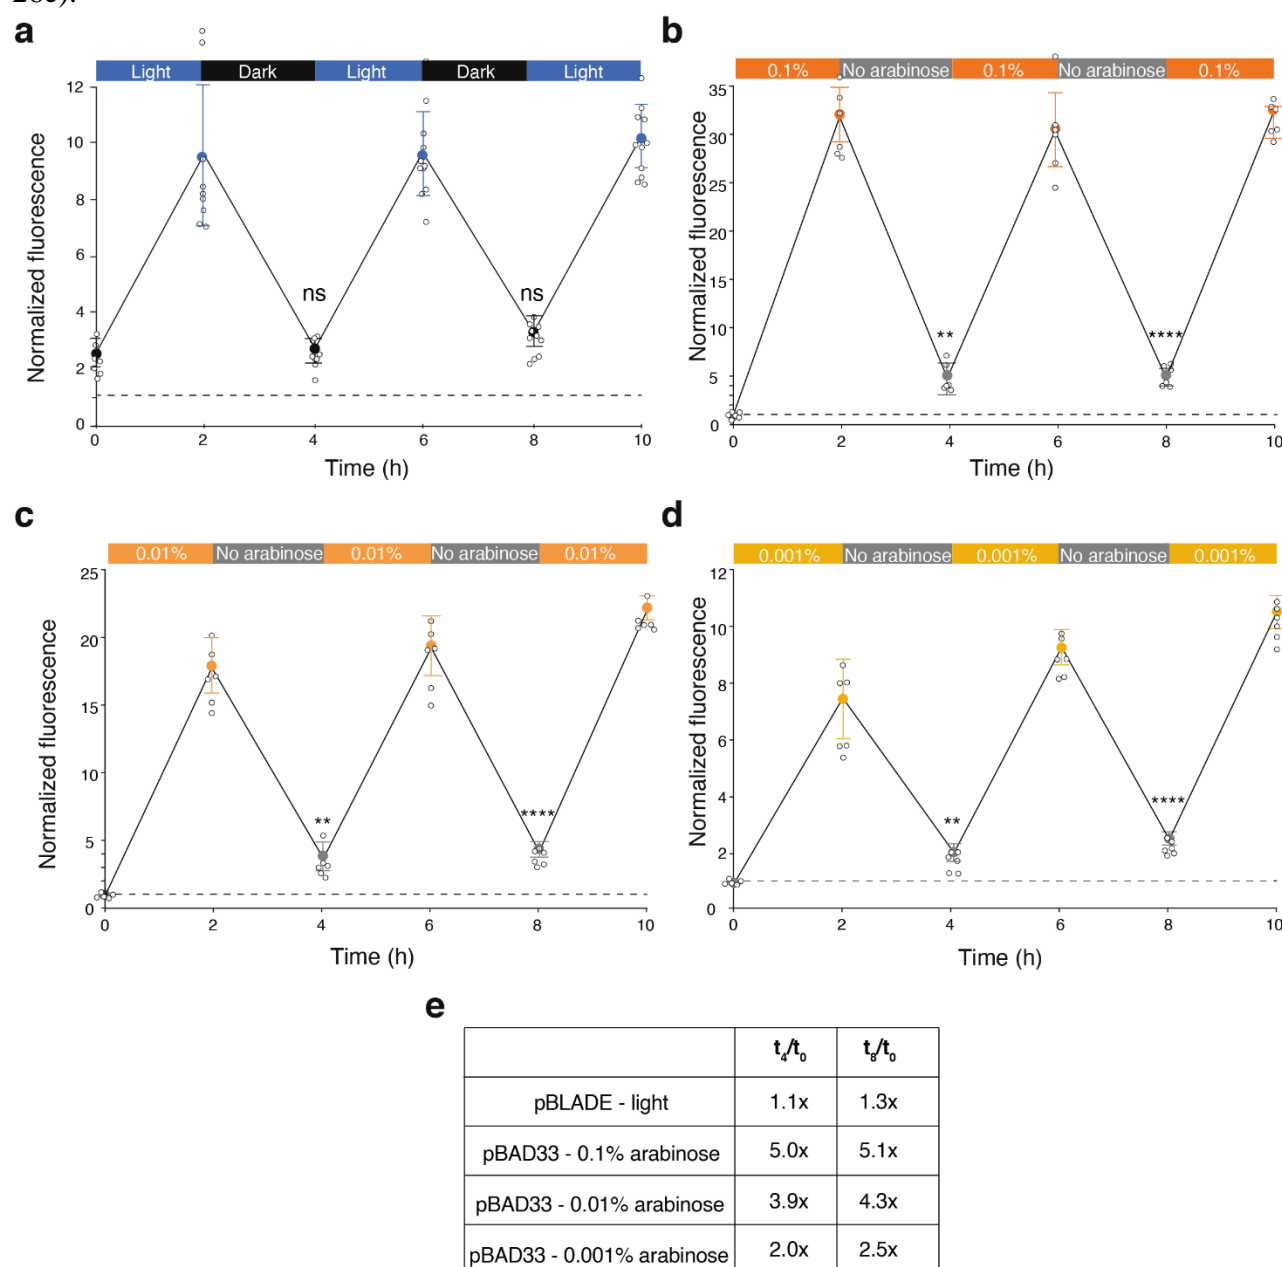 28c).
a
Light Dark Light Dark Light
Normalized fluorescence
12
10
8
6
4
2
0
ns
ns
0 2 4 6 8 10
Time (h)
b
0.1% No arabinose 0.1% No arabinose 0.1%
Normalized fluorescence
35
30
25
20
15
10
5
0
**
****
0 2 4 6 8 10
Time (h)
c
0.01% No arabinose 0.01% No arabinose 0.01%
Normalized fluorescence
25
20
15
10
5
0
**
****
0 2 4 6 8 10
Time (h)
d
0.001% No arabinose 0.001% No arabinose 0.001%
Normalized fluorescence
12
10
8
6
4
2
0
**
****
0 2 4 6 8 10
Time (h)
e
t4/t0 t8/t0
pBLADE - light 1.1x 1.3x
pBAD33 - 0.1% arabinose 5.0x 5.1x
pBAD33 - 0.01% arabinose 3.9x 4.3x
pBAD33 - 0.001% arabinose 2.0x 2.5x